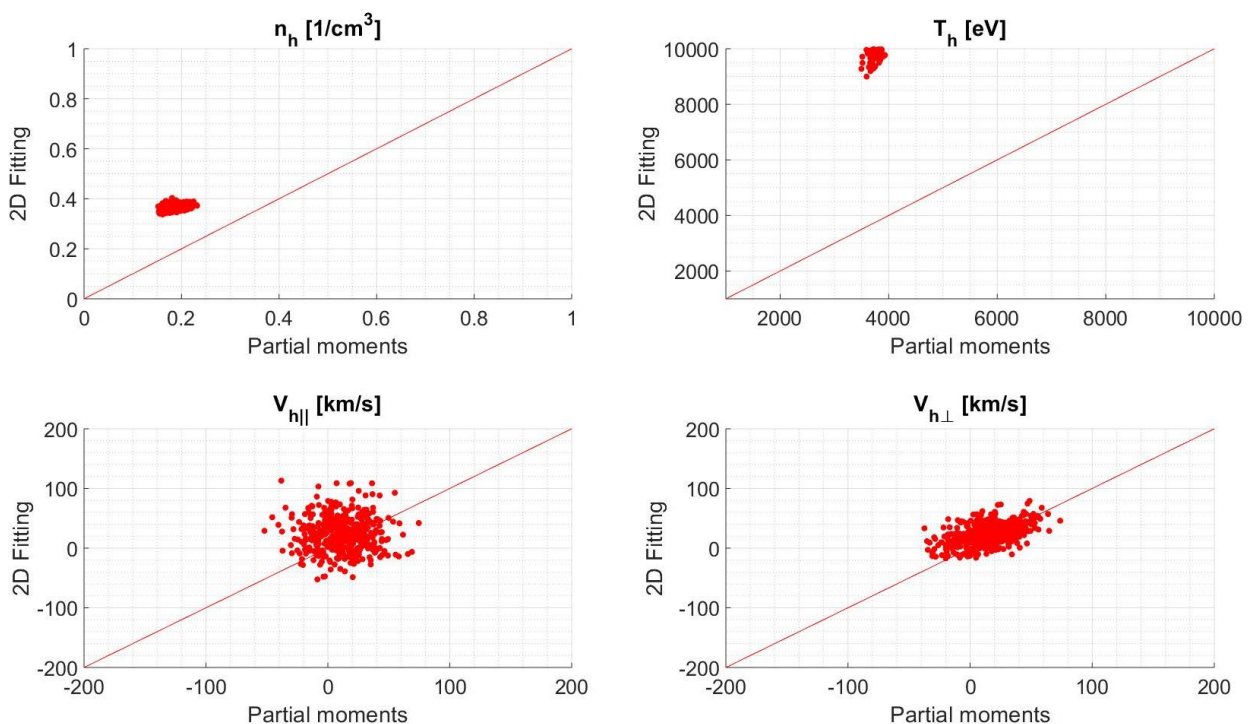 n_h [1/cm^3]
1
0.8
0.6
0.4
0.2
0
2D Fitting
0 0.2 0.4 0.6 0.8 1
Partial moments
T_h [eV]
10000
8000
6000
4000
2000
2D Fitting
2000 4000 6000 8000 10000
Partial moments
V_h|| [km/s]
200
100
0
-100
-200
2D Fitting
-200 -100 0 100 200
Partial moments
V_h⊥ [km/s]
200
100
0
-100
-200
2D Fitting
-200 -100 0 100 200
Partial moments